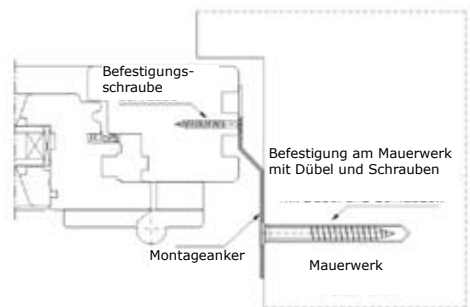 Befestigungs-
schraube
Befestigung am Mauerwerk
mit Dübel und Schrauben
Montageanker
Mauerwerk